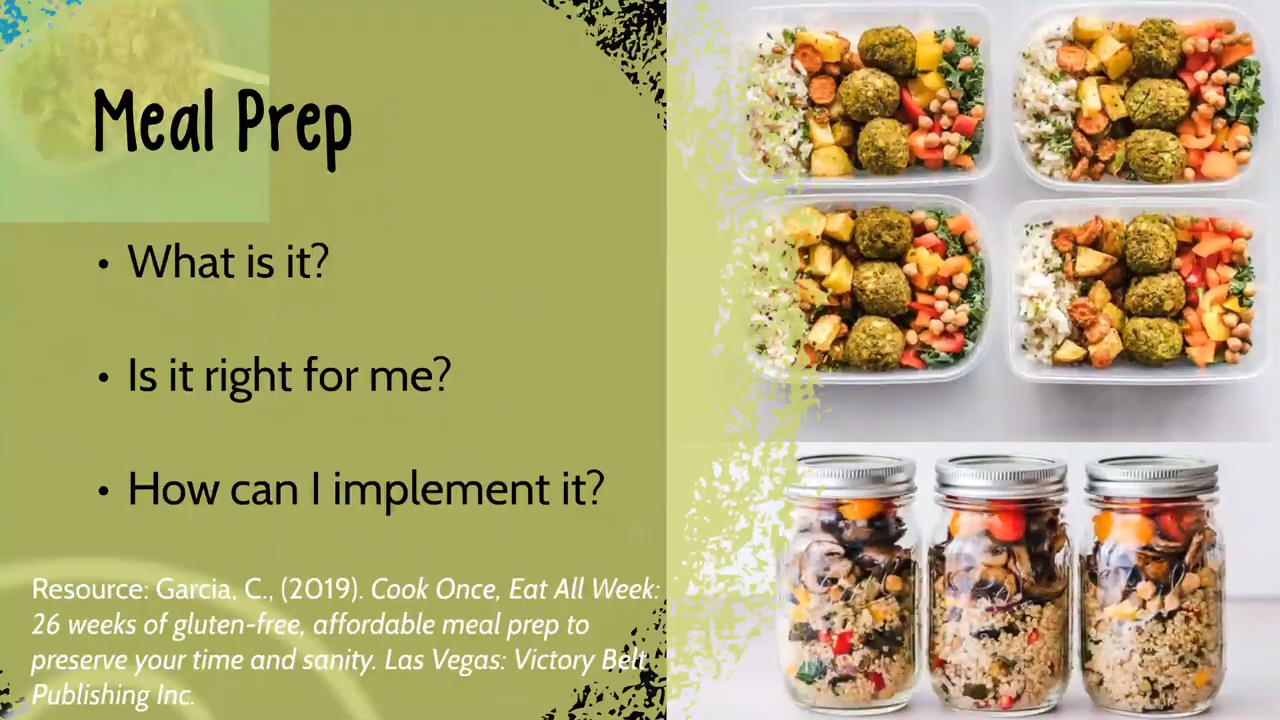 Meal Prep
• What is it?
• Is it right for me?
• How can I implement it?
Resource: Garcia, C., (2019). Cook Once, Eat All Week:
26 weeks of gluten-free, affordable meal prep to
preserve your time and sanity. Las Vegas: Victory Belt
Publishing Inc.